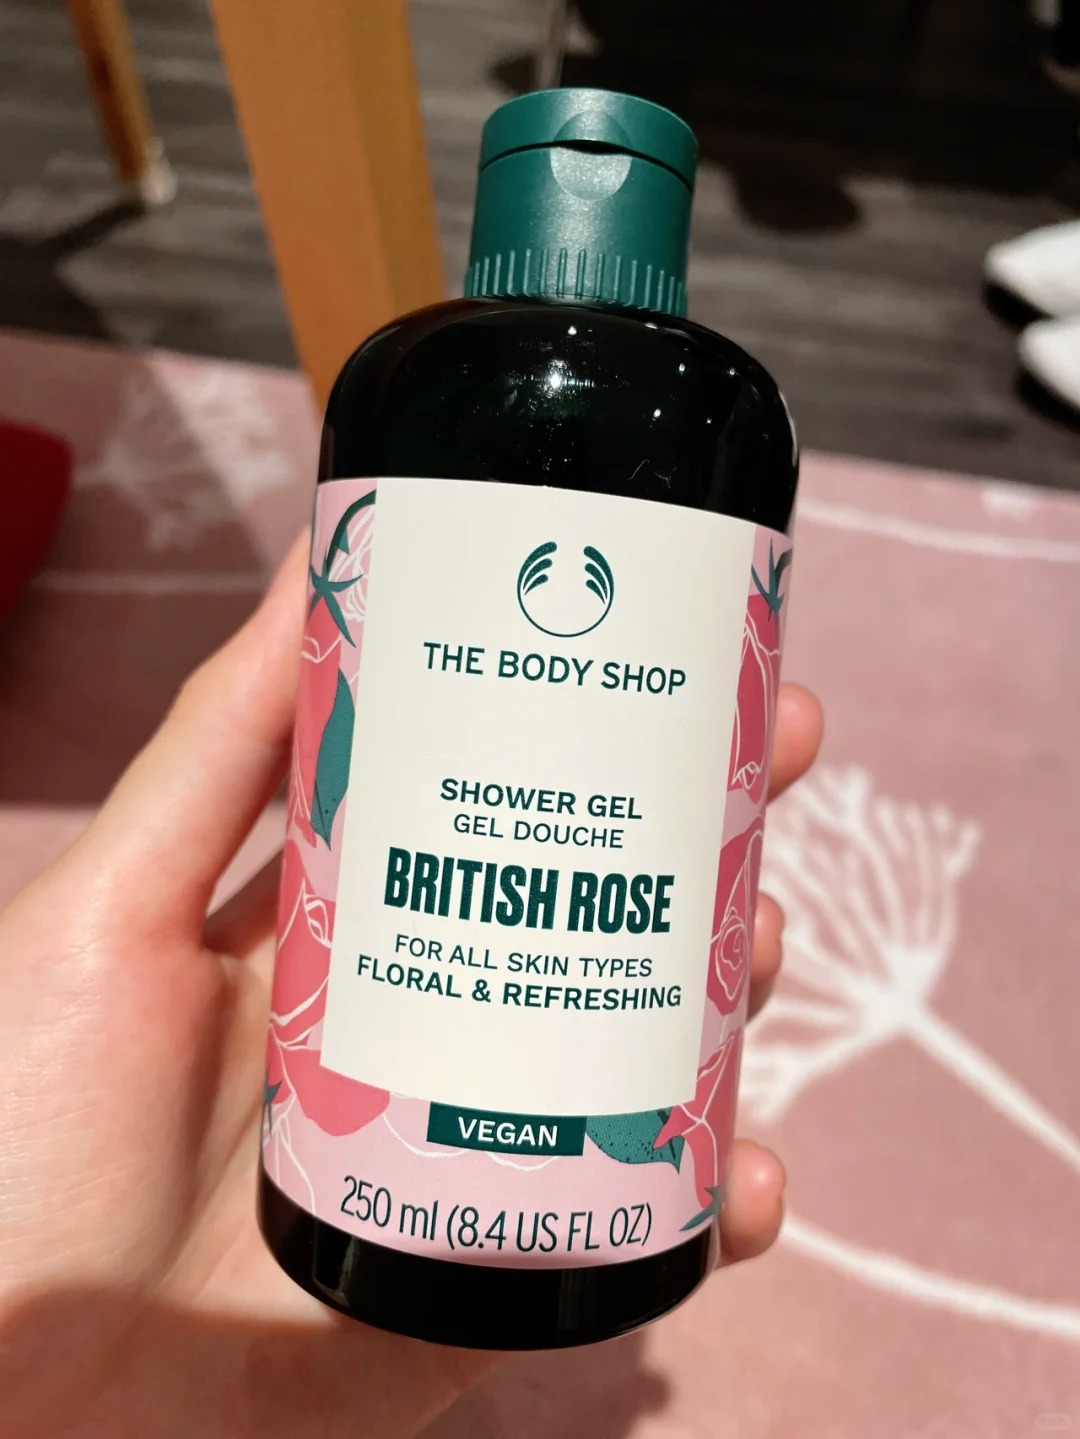 THE BODY SHOP
SHOWER GEL
GEL DOUCHE
BRITISH ROSE
FOR ALL SKIN TYPES
FLORAL & REFRESHING
VEGAN
250 ml (8.4 US FL OZ)